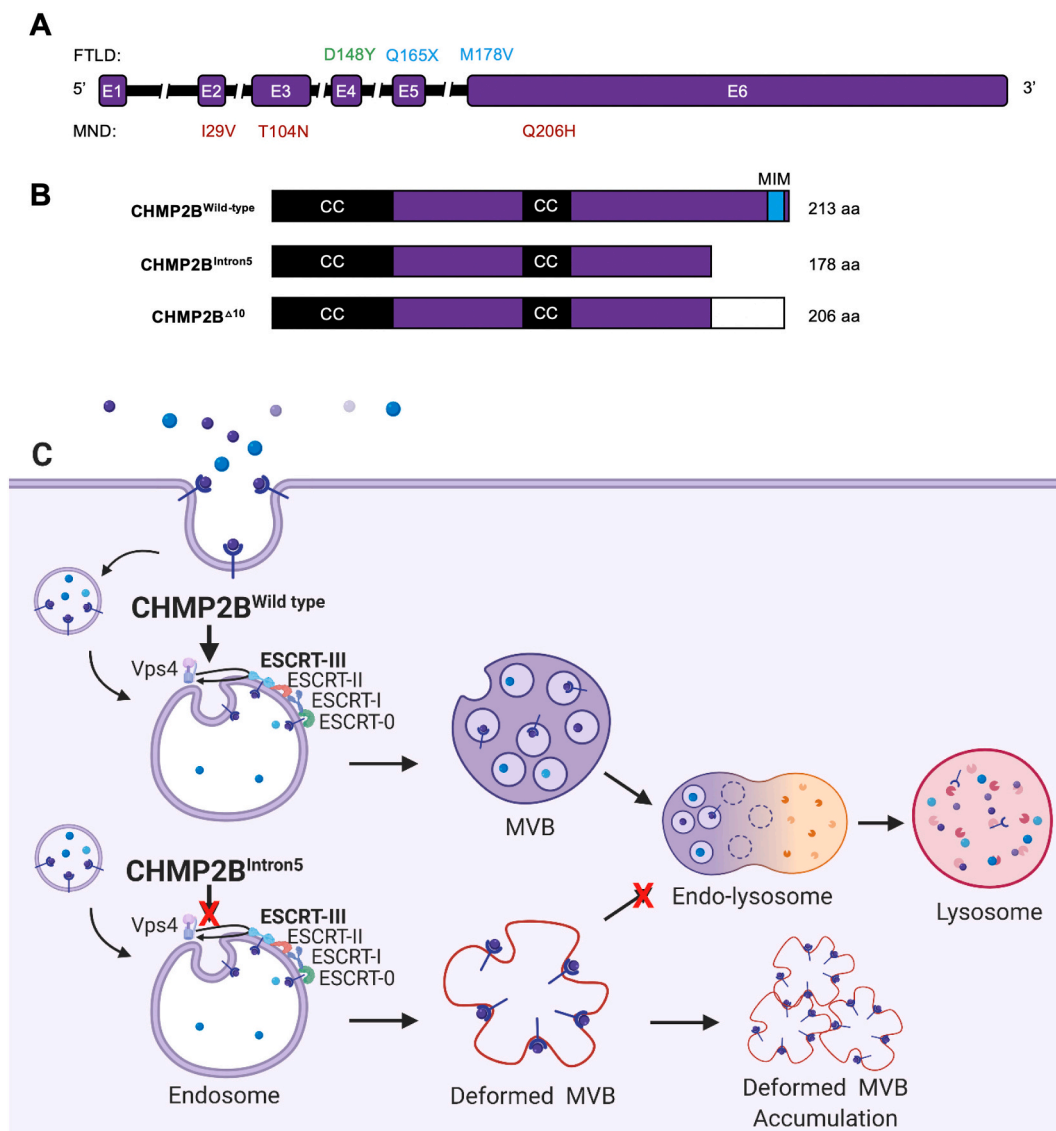 A
FTLD: D148Y Q165X M178V
5' E1 E2 E3 E4 E5 E6 3'
MND: I29V T104N Q206H
B
MIM
CHMP2BWild-type CC CC 213 aa
CHMP2BIntron5 CC CC 178 aa
CHMP2B△10 CC CC 206 aa
C
CHMP2BWild type
Vps4
ESCRT-III
ESCRT-II
ESCRT-I
ESCRT-0
MVB
Endo-lysosome
Lysosome
CHMP2BIntron5
X
X
Vps4
ESCRT-III
ESCRT-II
ESCRT-I
ESCRT-0
Endosome
Deformed MVB
Deformed MVB
Accumulation